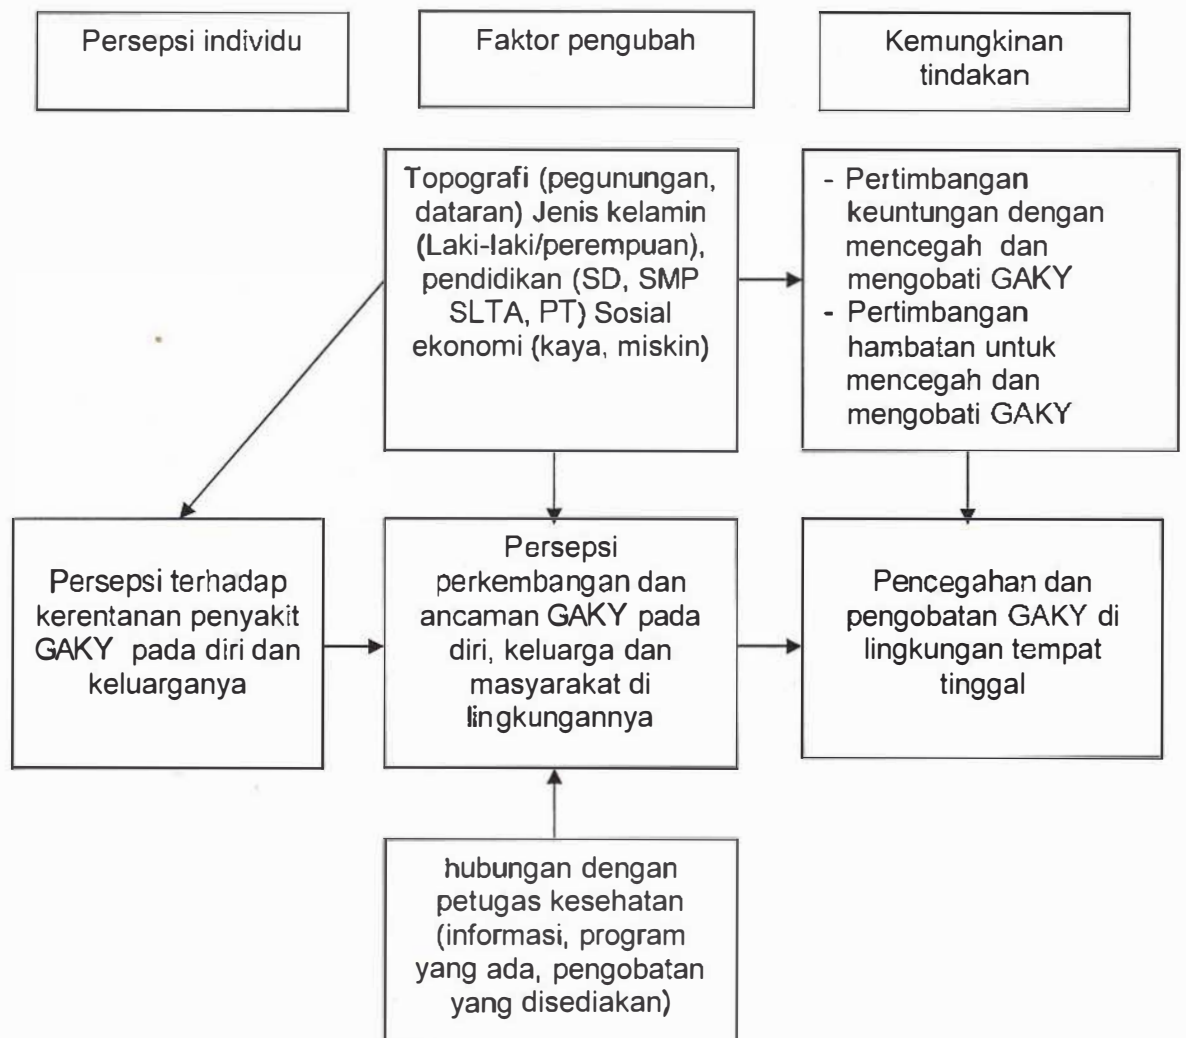 Persepsi individu
Faktor pengubah
Kemungkinan
tindakan
Topografi (pegunungan,
dataran) Jenis kelamin
(Laki-laki/perempuan),
pendidikan (SD, SMP
SLTA, PT) Sosial
ekonomi (kaya, miskin)
- Pertimbangan
keuntungan dengan
mencegah dan
mengobati GAKY
- Pertimbangan
hambatan untuk
mencegah dan
mengobati GAKY
Persepsi terhadap
kerentanan penyakit
GAKY pada diri dan
keluarganya
Persepsi
perkembangan dan
ancaman GAKY pada
diri, keluarga dan
masyarakat di
lingkungannya
Pencegahan dan
pengobatan GAKY di
lingkungan tempat
tinggal
hubungan dengan
petugas kesehatan
(informasi, program
yang ada, pengobatan
yang disediakan)